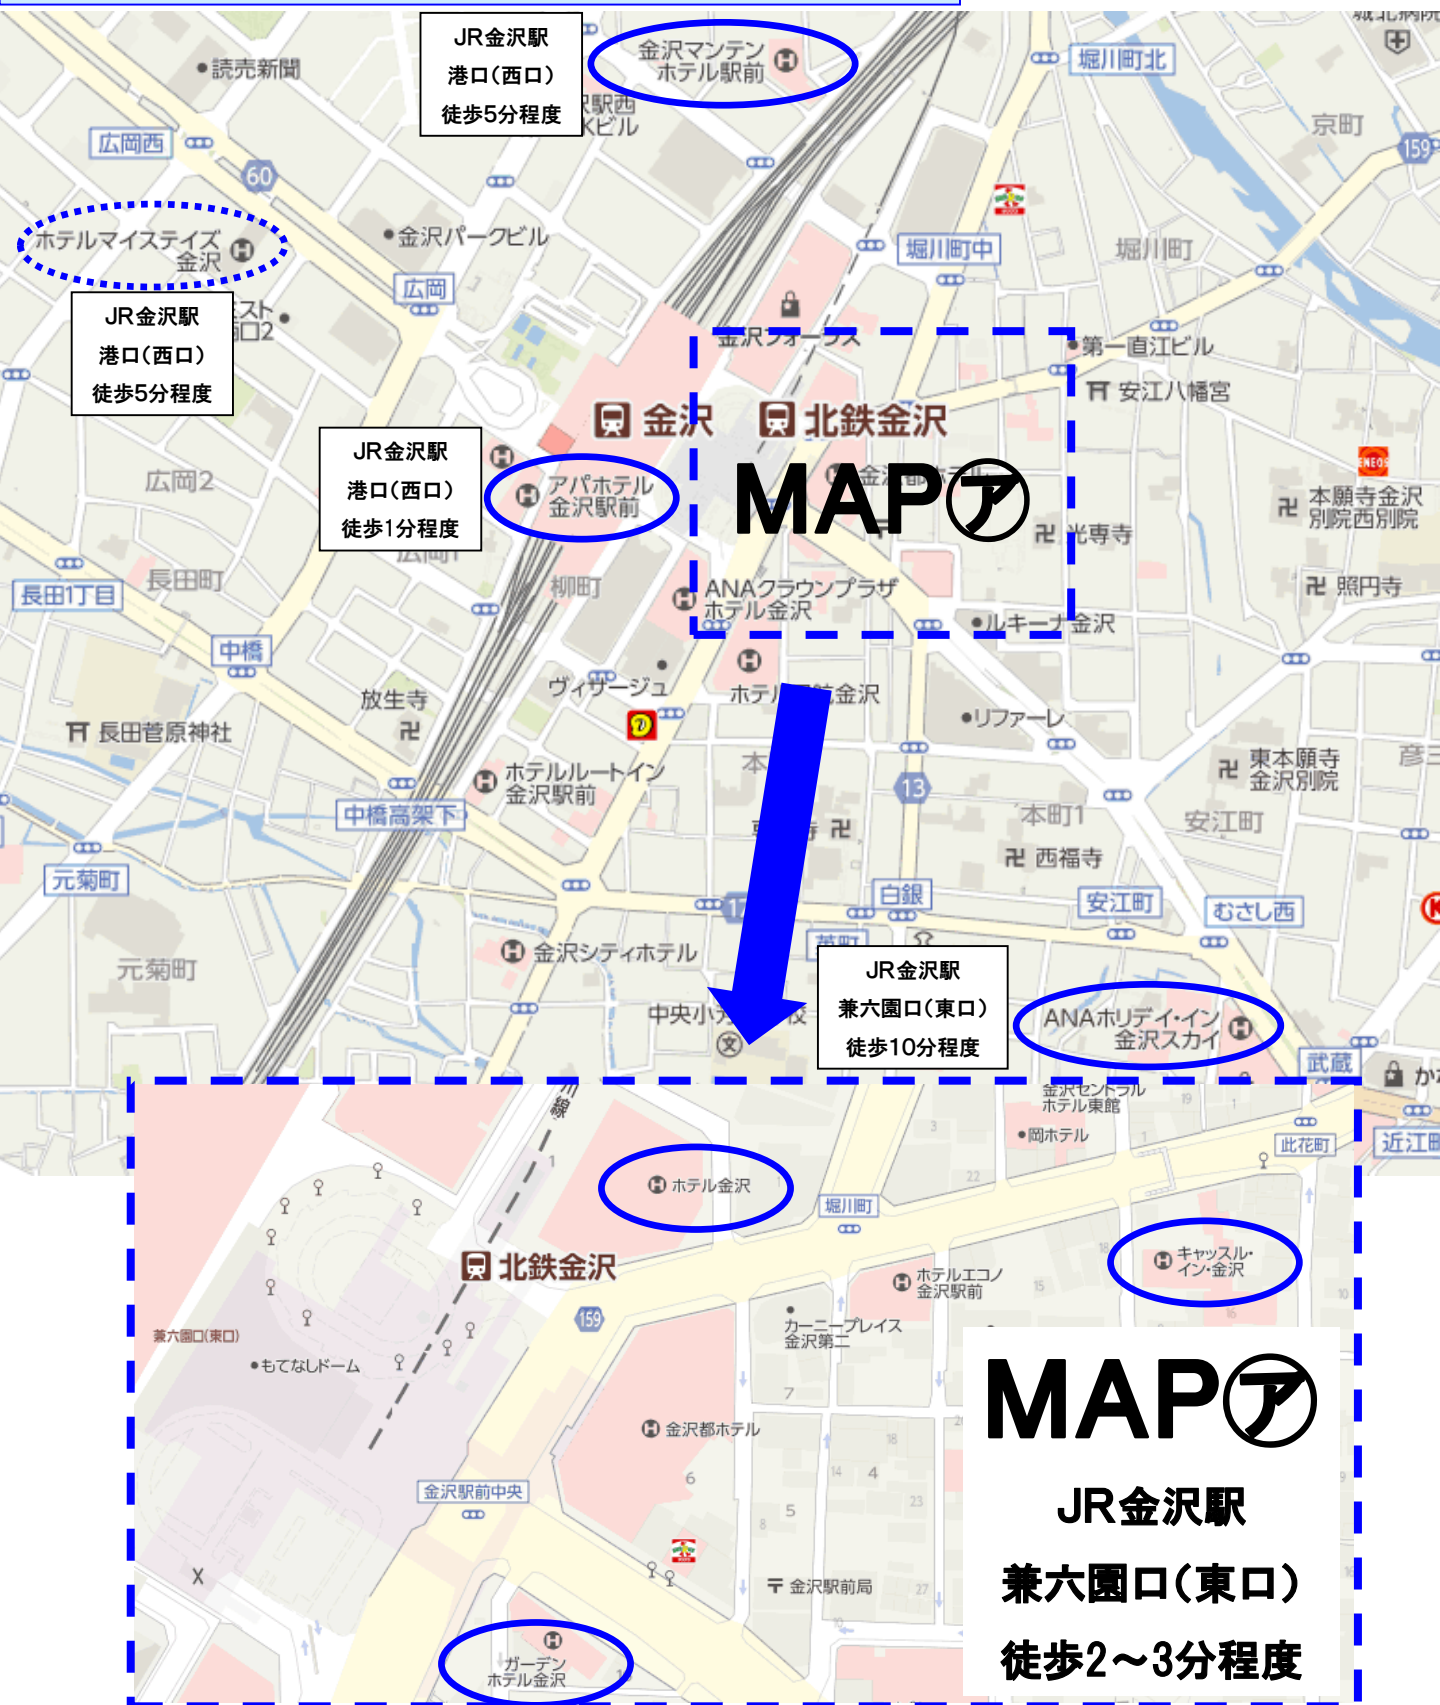 JR金沢駅
港口(西口)
徒歩5分程度
金沢マンテン
ホテル駅前
読売新聞
堀川町北
京町
159
広岡西
60
ホテルマイステイズ
金沢
金沢パークビル
広岡
堀川町中
堀川町
JR金沢駅
港口(西口)
徒歩5分程度
金沢フォーラス
第一直江ビル
安江八幡宮
金沢
北鉄金沢
JR金沢駅
港口(西口)
徒歩1分程度
アパホテル
金沢駅前
MAP㋐
金沢都ホテル
ENEOS
本願寺金沢
別院西別院
広岡2
広岡1
光専寺
長田町
長田1丁目
柳町
ANAクラウンプラザ
ホテル金沢
照円寺
ルキーナ金沢
中橋
放生寺
ヴィサージュ
リファーレ
長田菅原神社
ホテルルートイン
金沢駅前
13
東本願寺
金沢別院
中橋高架下
本町1
安江町
西福寺
元菊町
白銀
安江町
むさし西
元菊町
金沢シティホテル
JR金沢駅
兼六園口(東口)
徒歩10分程度
ANAホリデイ・イン
金沢スカイ
武蔵
金沢セントラル
ホテル東館
岡ホテル
此花町
ホテル金沢
堀川町
北鉄金沢
キャッスル・
イン・金沢
ホテルエコノ
金沢駅前
159
カーニープレイス
金沢第二
兼六園口(東口)
もてなしドーム
MAP㋐
金沢都ホテル
金沢駅前中央
JR金沢駅
兼六園口(東口)
徒歩2～3分程度
金沢駅前局
ガーデン
ホテル金沢